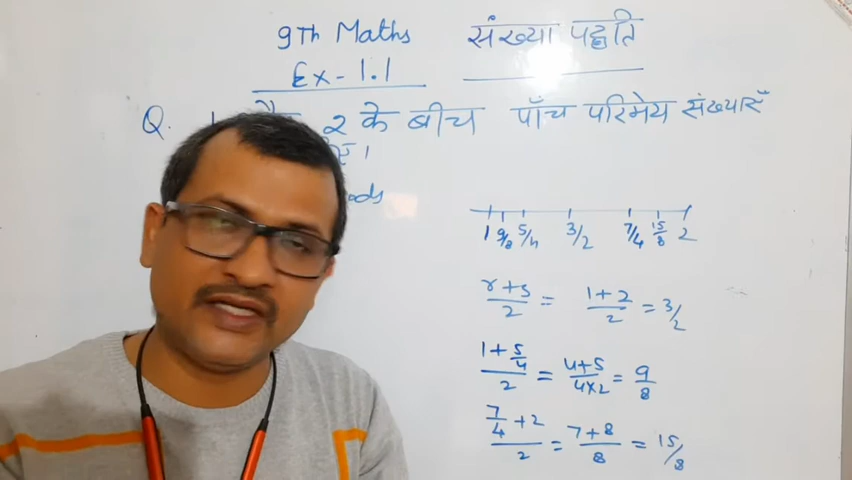 9Th Maths संख्या पद्धति
Ex-1.1
Q. 1 2 के बीच पाँच परिमेय संख्याएँ
1 9/8 5/4 3/2 7/4 15/8 2
(r+s)/2 = (1+2)/2 = 3/2
(1+5/4)/2 = (4+5)/(4x2) = 9/8
(7/4+2)/2 = (7+8)/8 = 15/8